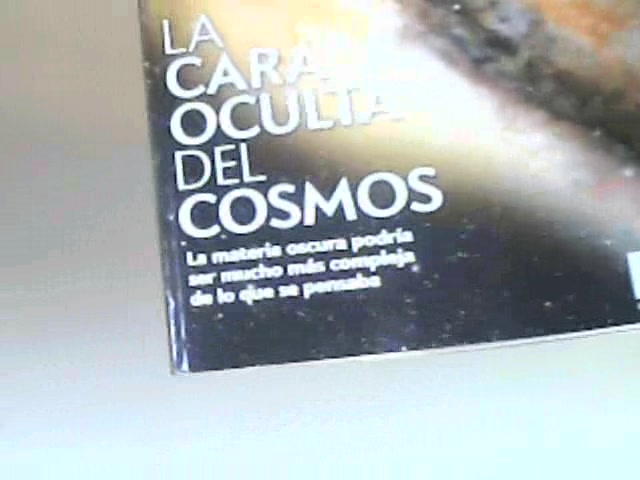 LA
CARA
OCULTA
DEL
COSMOS
La materia oscura podría
ser mucho más compleja
de lo que se pensaba